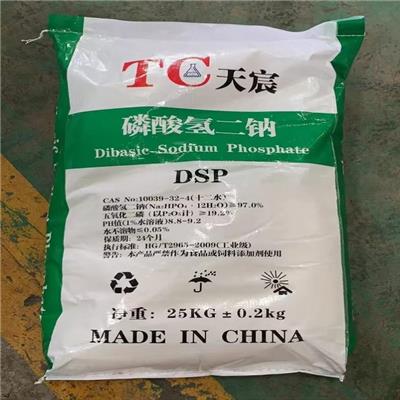 TC天宸
磷酸氢二钠
Dibasic Sodium Phosphate
DSP
CAS No:10039-32-4(十二水)
磷酸氢二钠(Na₂HPO₄·12H₂O)≥97.0%
五氧化二磷(以P₂O₅计)≥19.2%
PH值(1%水溶液)8.8-9.2
水不溶物≤0.05%
保质期:24个月
执行标准:HG/T2965-2009(工业级)
警告:本产品严禁作为食品或饲料添加剂使用
净重:25KG±0.2kg
MADE IN CHINA